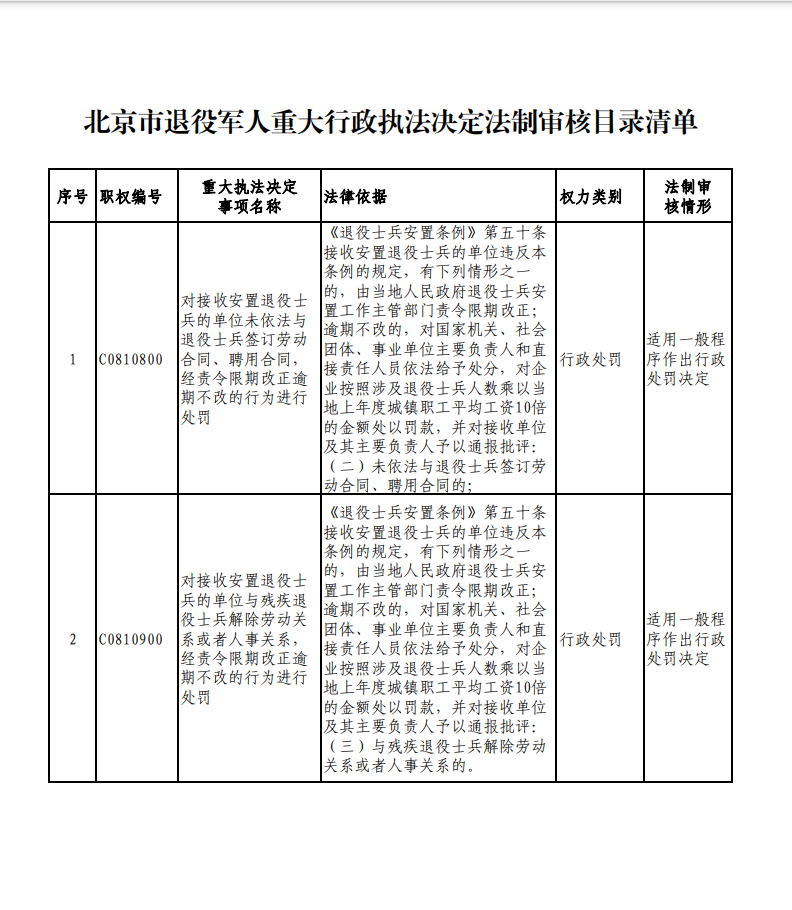 北京市退役军人重大行政执法决定法制审核目录清单
序号
职权编号
重大执法决定
事项名称
法律依据
权力类别
法制审
核情形
1
C0810800
对接收安置退役士
兵的单位未依法与
退役士兵签订劳动
合同、聘用合同，
经责令限期改正逾
期不改的行为进行
处罚
《退役士兵安置条例》第五十条
接收安置退役士兵的单位违反本
条例的规定，有下列情形之一
的，由当地人民政府退役士兵安
置工作主管部门责令限期改正；
逾期不改的，对国家机关、社会
团体、事业单位主要负责人和直
接责任人员依法给予处分，对企
业按照涉及退役士兵人数乘以当
地上年度城镇职工平均工资10倍
的金额处以罚款，并对接收单位
及其主要负责人予以通报批评：
（二）未依法与退役士兵签订劳
动合同、聘用合同的；
行政处罚
适用一般程
序作出行政
处罚决定
2
C0810900
对接收安置退役士
兵的单位与残疾退
役士兵解除劳动关
系或者人事关系，
经责令限期改正逾
期不改的行为进行
处罚
《退役士兵安置条例》第五十条
接收安置退役士兵的单位违反本
条例的规定，有下列情形之一
的，由当地人民政府退役士兵安
置工作主管部门责令限期改正；
逾期不改的，对国家机关、社会
团体、事业单位主要负责人和直
接责任人员依法给予处分，对企
业按照涉及退役士兵人数乘以当
地上年度城镇职工平均工资10倍
的金额处以罚款，并对接收单位
及其主要负责人予以通报批评：
（三）与残疾退役士兵解除劳动
关系或者人事关系的。
行政处罚
适用一般程
序作出行政
处罚决定